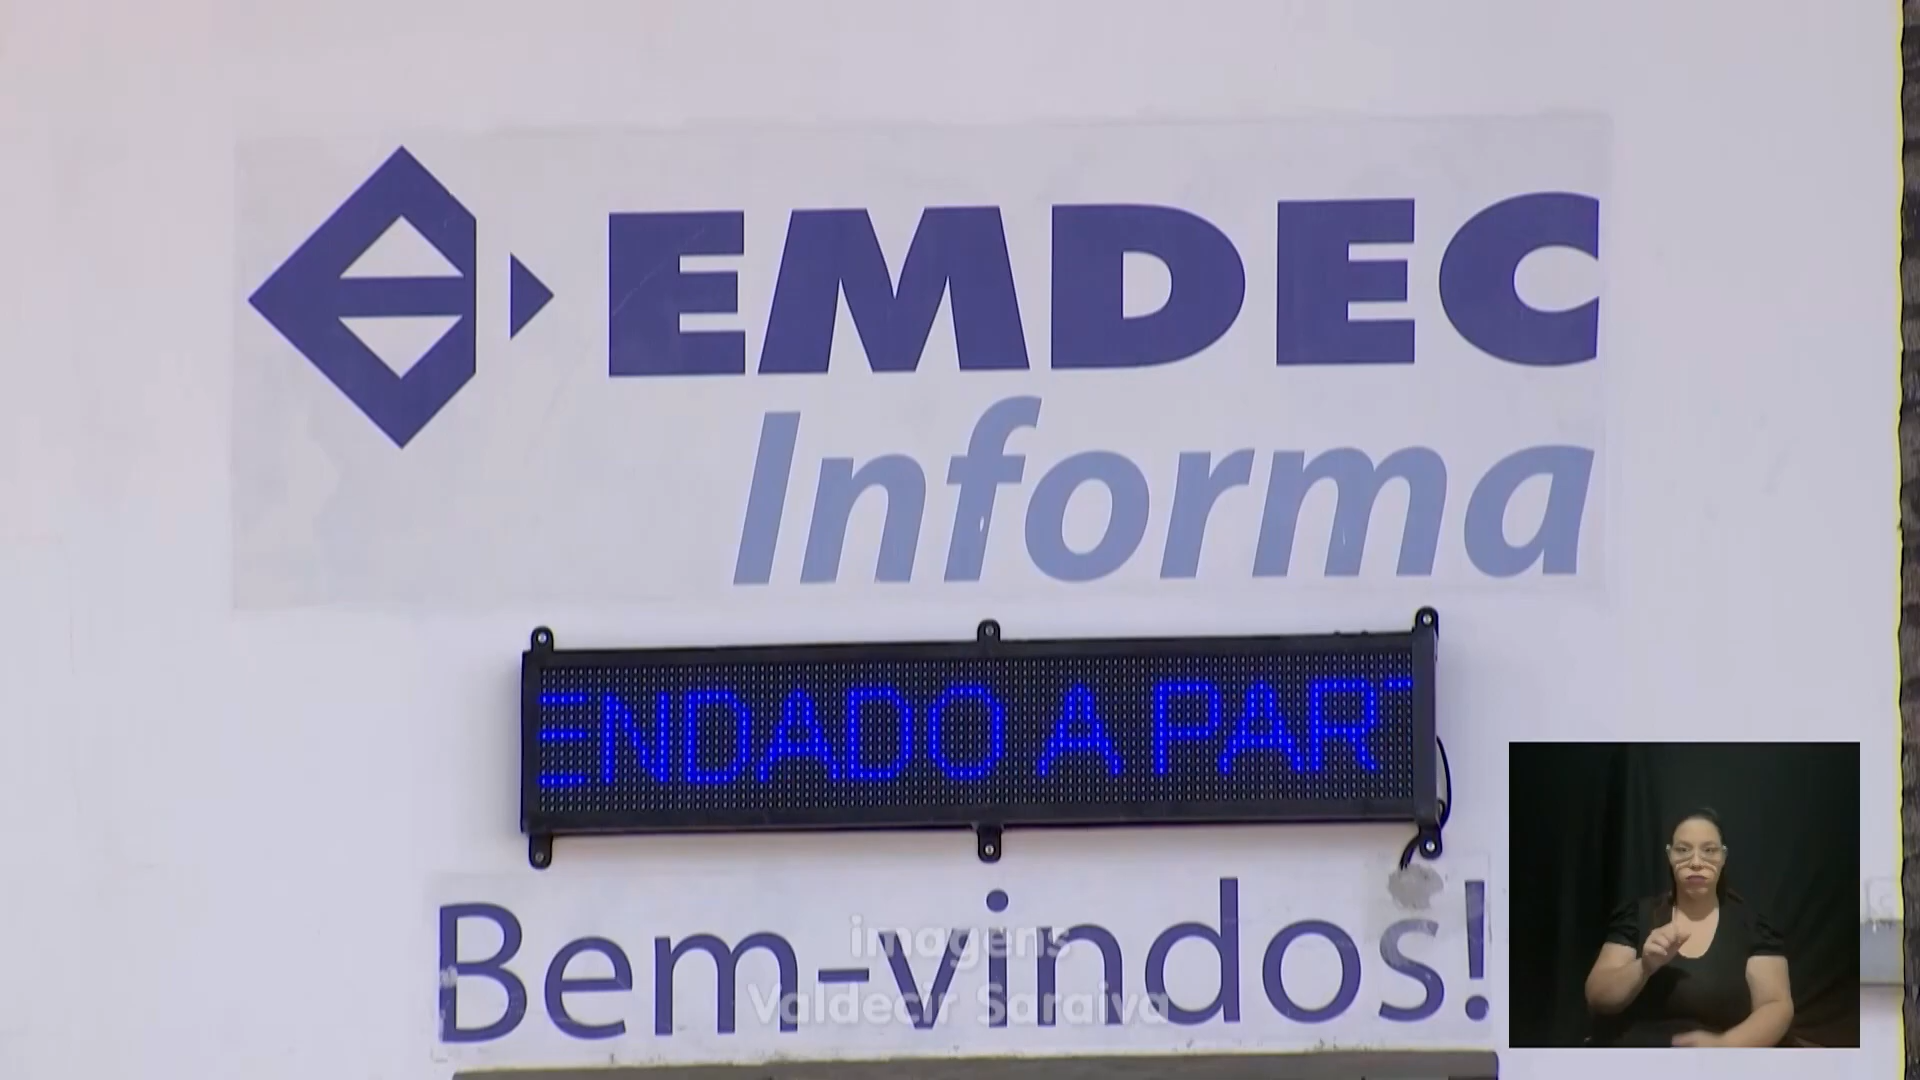 EMDEC
Informa
ENDADO A PART
Bem-vindos!
imagens
Valdecir Saraiva